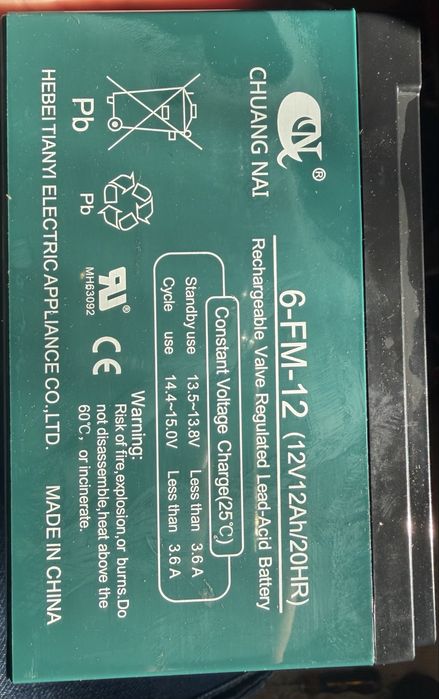 CN®
CHUANG NAI
6-FM-12 (12V12Ah/20HR)
Rechargeable Valve Regulated Lead-Acid Battery
Constant Voltage Charge(25℃)
Standby use 13.5~13.8V Less than 3.6A
Cycle use 14.4~15.0V Less than 3.6A
Pb
Pb
RU®
MH63092
CE
Warning:
Risk of fire,explosion,or burns.Do
not disassemble,heat above the
60℃, or incinerate.
HEBEI TIANYI ELECTRIC APPLIANCE CO.,LTD. MADE IN CHINA